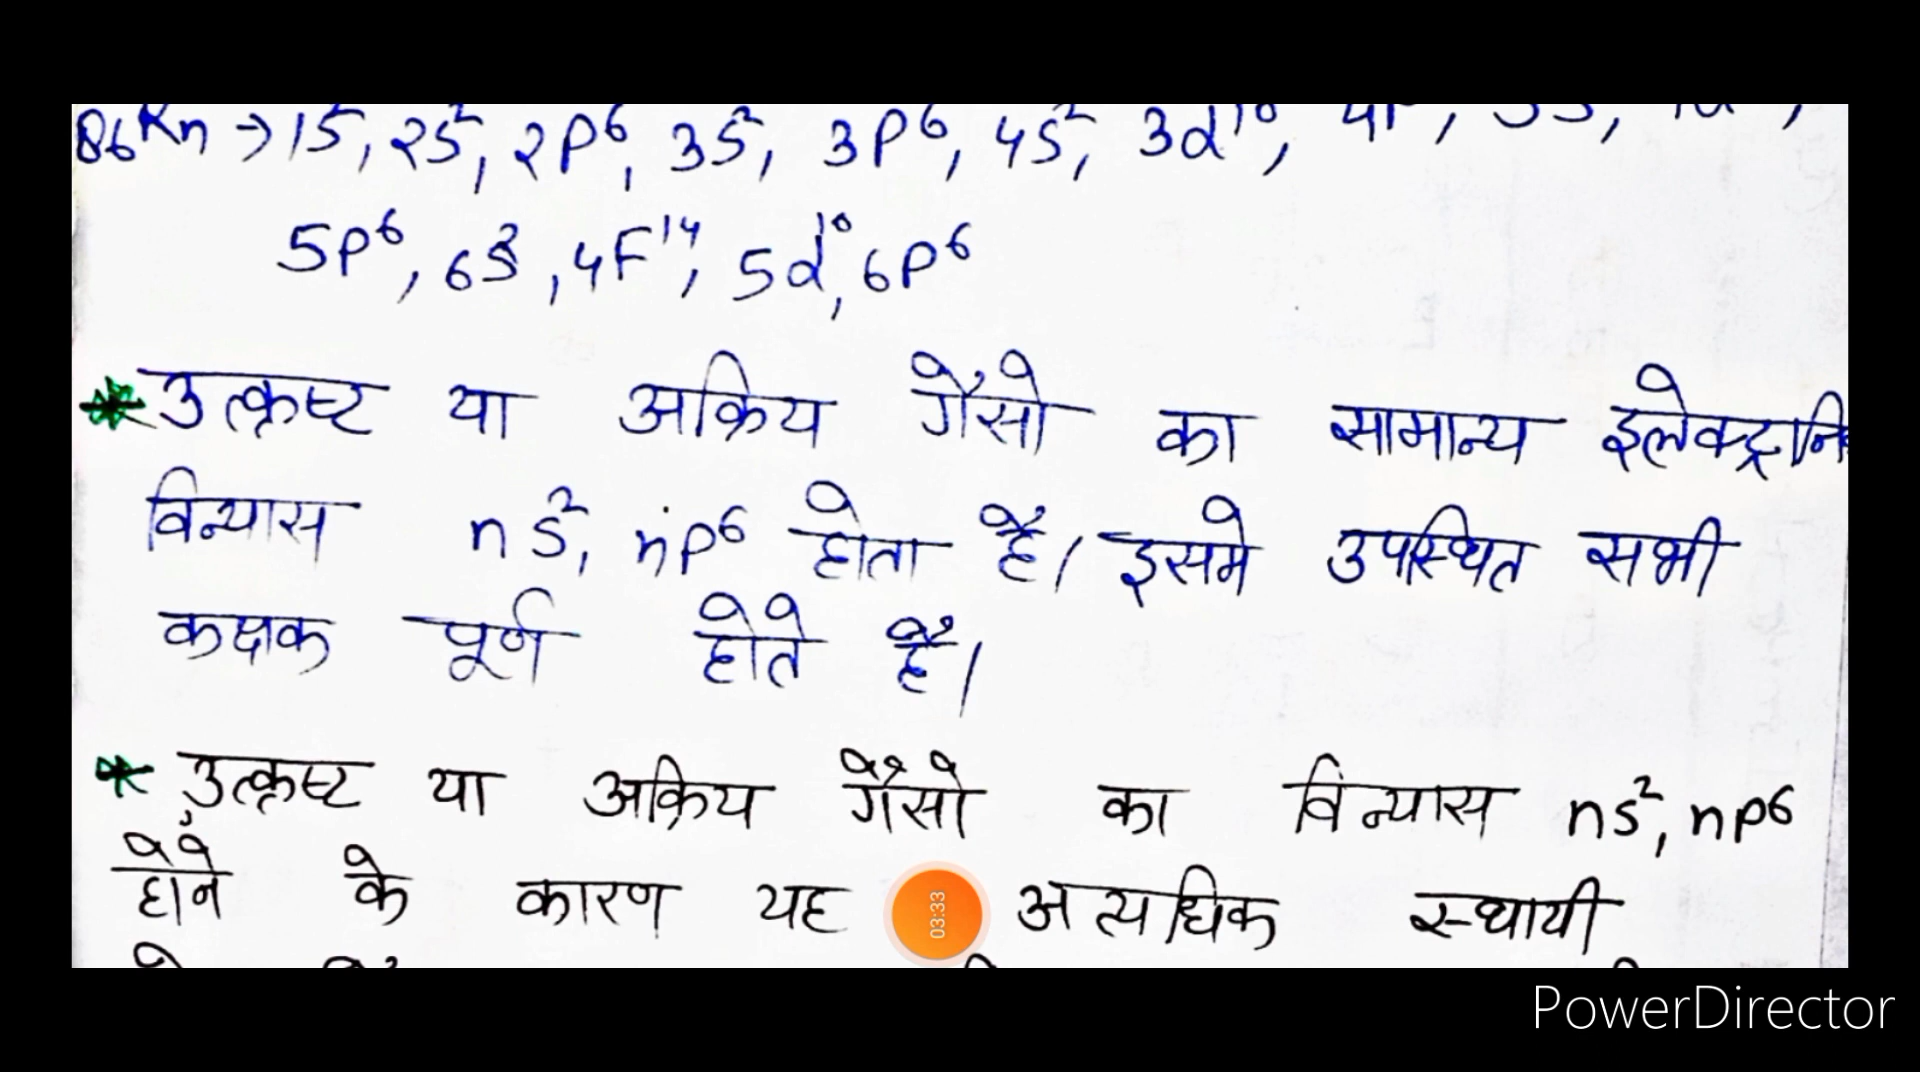 86Rn → 1s², 2s², 2p⁶, 3s², 3p⁶, 4s², 3d¹⁰,
5p⁶, 6s², 4F¹⁴, 5d¹⁰, 6p⁶
* उत्कृष्ट या अक्रिय गैसो का सामान्य इलेक्ट्रानि
विन्यास ns², np⁶ होता है। इसमे उपस्थित सभी
कक्षक पूर्ण होते है।
* उत्कृष्ट या अक्रिय गैसो का विन्यास ns², np⁶
होने के कारण यह अत्यधिक स्थायी
03:33
PowerDirector